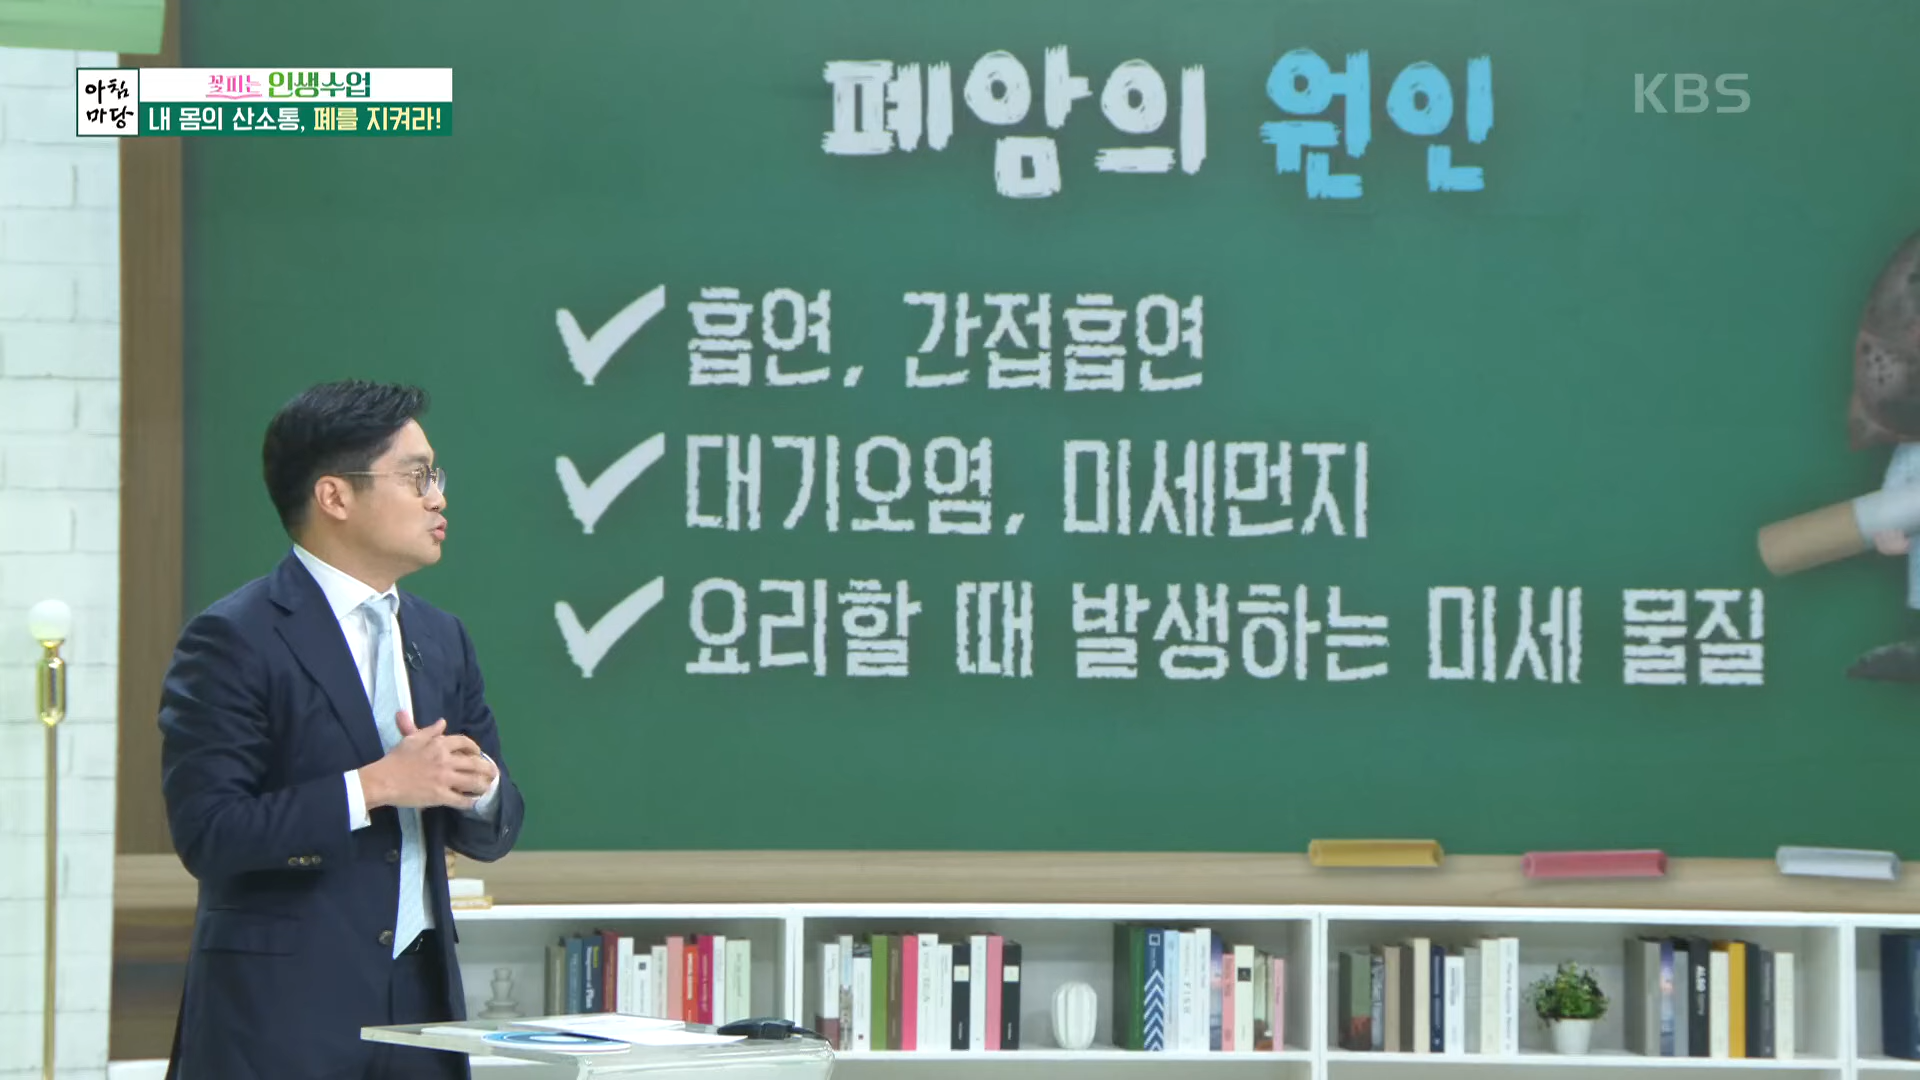 아침
마당
꽃피는 인생수업
내 몸의 산소통, 폐를 지켜라!
KBS
폐암의 원인
흡연, 간접흡연
대기오염, 미세먼지
요리할 때 발생하는 미세 물질